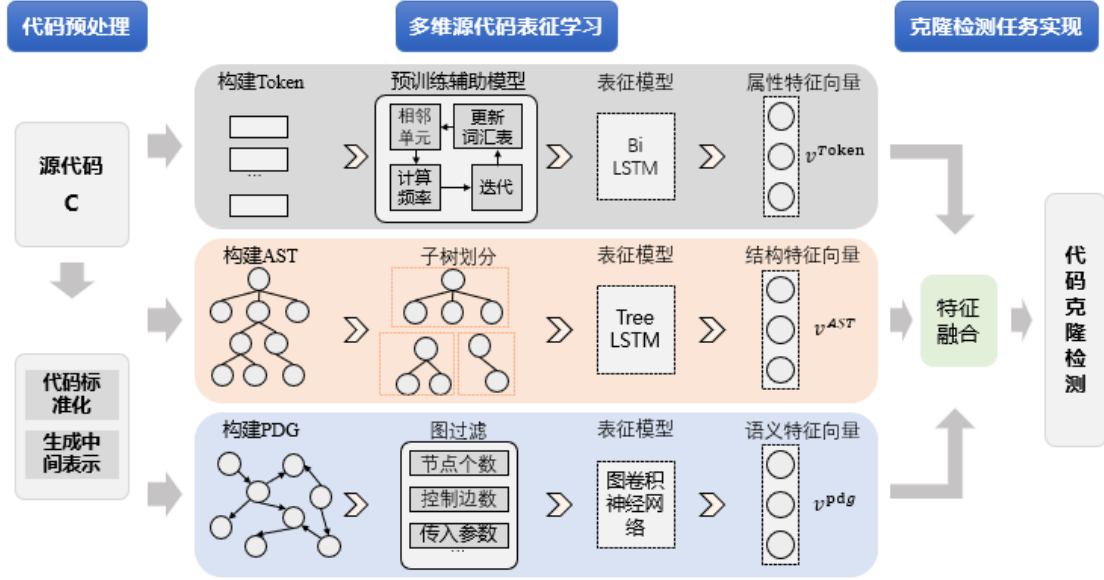 代码预处理
多维源代码表征学习
克隆检测任务实现
源代码
C
代码标
准化
生成中
间表示
构建Token
...
预训练辅助模型
相邻
单元
更新
词汇表
计算
频率
迭代
表征模型
Bi
LSTM
属性特征向量
v^Token
构建AST
子树划分
表征模型
Tree
LSTM
结构特征向量
v^AST
构建PDG
图过滤
节点个数
控制边数
传入参数
...
表征模型
图卷积
神经网
络
语义特征向量
v^pdg
特征
融合
代
码
克
隆
检
测